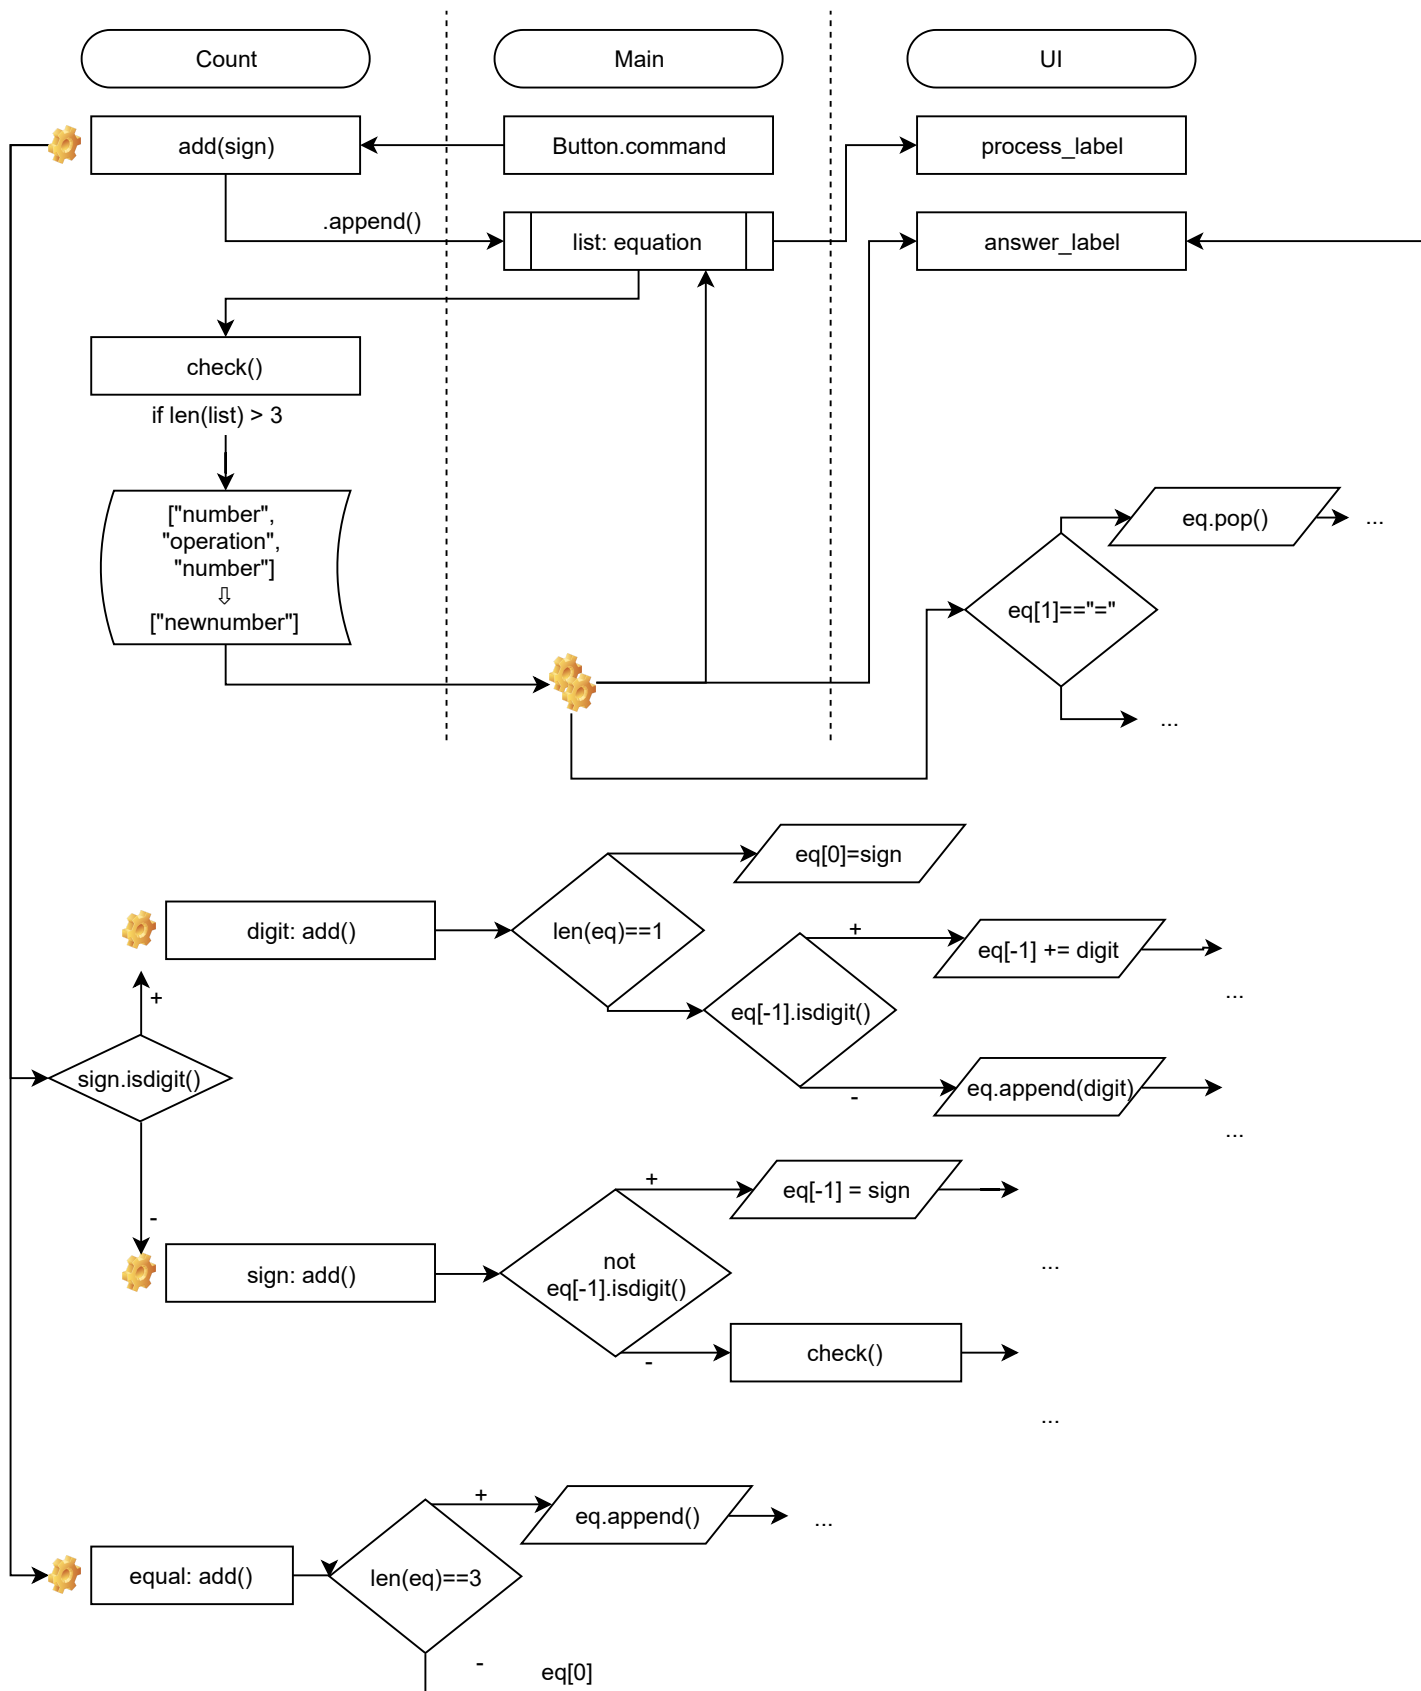 Count
Main
UI
add(sign)
Button.command
process_label
.append()
list: equation
answer_label
check()
if len(list) > 3
["number",
"operation",
"number"]
⇩
["newnumber"]
eq.pop()
...
eq[1]=="="
...
eq[0]=sign
digit: add()
len(eq)==1
+
eq[-1] += digit
...
eq[-1].isdigit()
+
sign.isdigit()
-
eq.append(digit)
...
-
+
eq[-1] = sign
...
sign: add()
not
eq[-1].isdigit()
-
check()
...
+
eq.append()
...
equal: add()
len(eq)==3
-
eq[0]